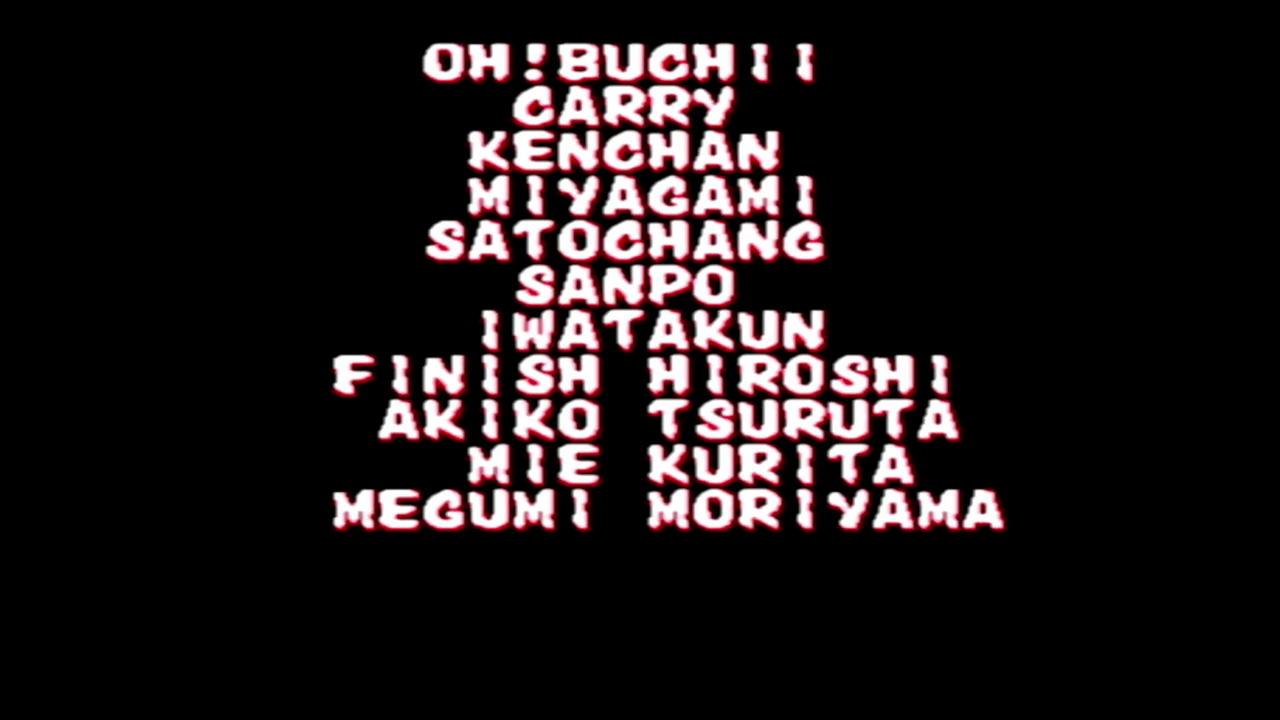 OH!BUCHII
CARRY
KENCHAN
MIYAGAMI
SATOCHANG
SANPO
IWATAKUN
FINISH HIROSHI
AKIKO TSURUTA
MIE KURITA
MEGUMI MORIYAMA